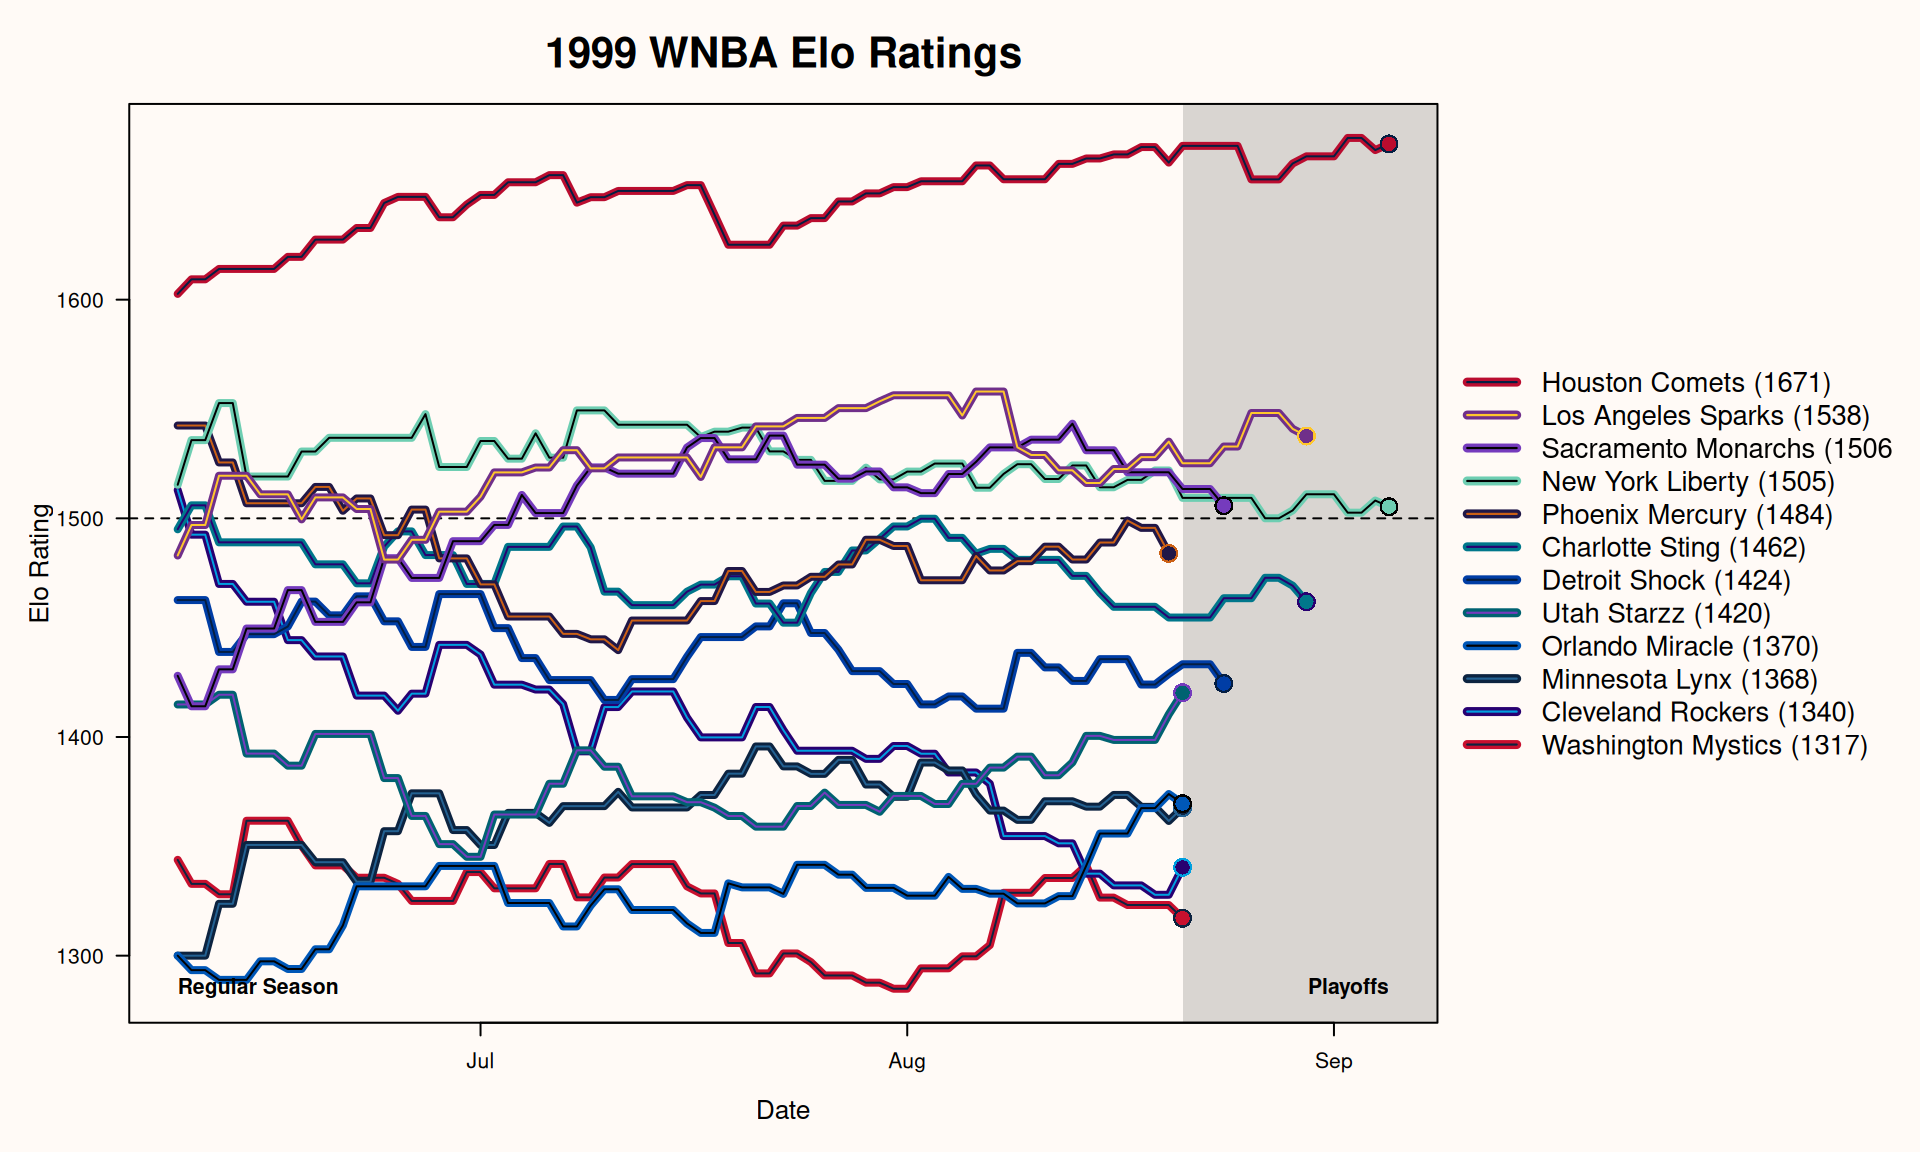 1999 WNBA Elo Ratings
Elo Rating
1600
1500
1400
1300
Regular Season
Playoffs
Jul
Aug
Sep
Date
Houston Comets (1671)
Los Angeles Sparks (1538)
Sacramento Monarchs (1506
New York Liberty (1505)
Phoenix Mercury (1484)
Charlotte Sting (1462)
Detroit Shock (1424)
Utah Starzz (1420)
Orlando Miracle (1370)
Minnesota Lynx (1368)
Cleveland Rockers (1340)
Washington Mystics (1317)